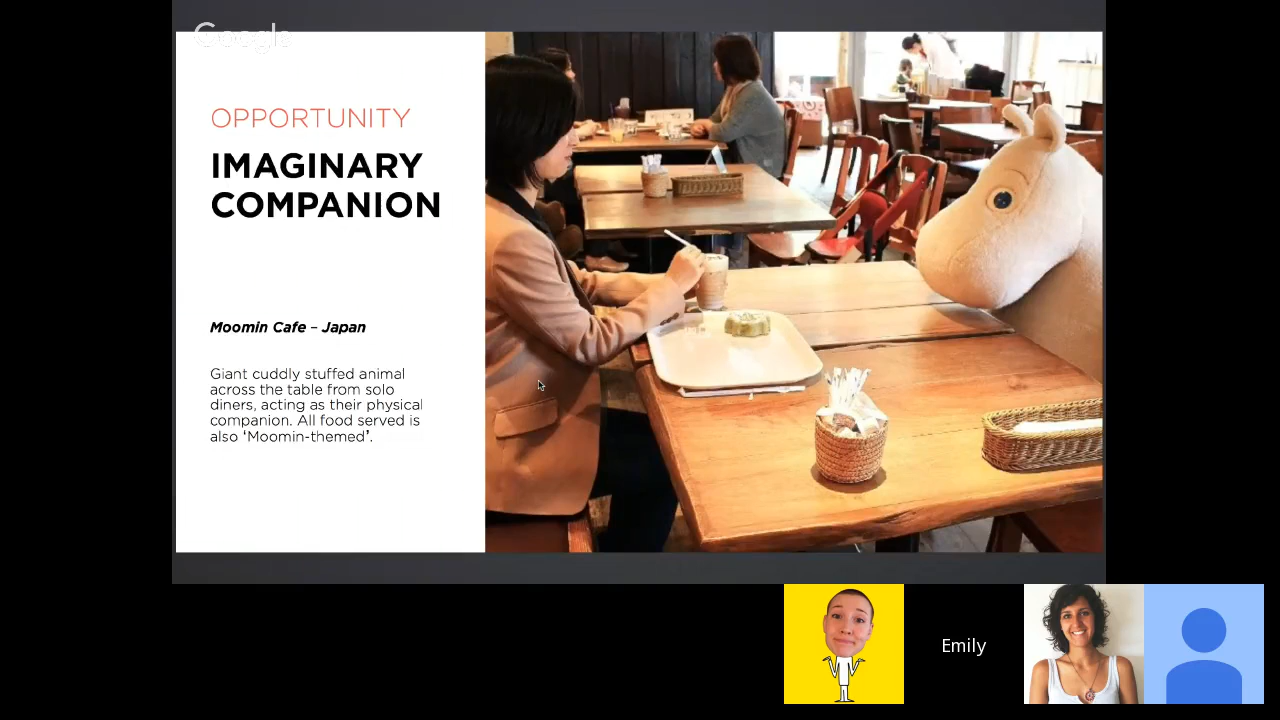 Google
OPPORTUNITY
IMAGINARY
COMPANION
Moomin Cafe – Japan
Giant cuddly stuffed animal
across the table from solo
diners, acting as their physical
companion. All food served is
also ‘Moomin-themed’.
Emily